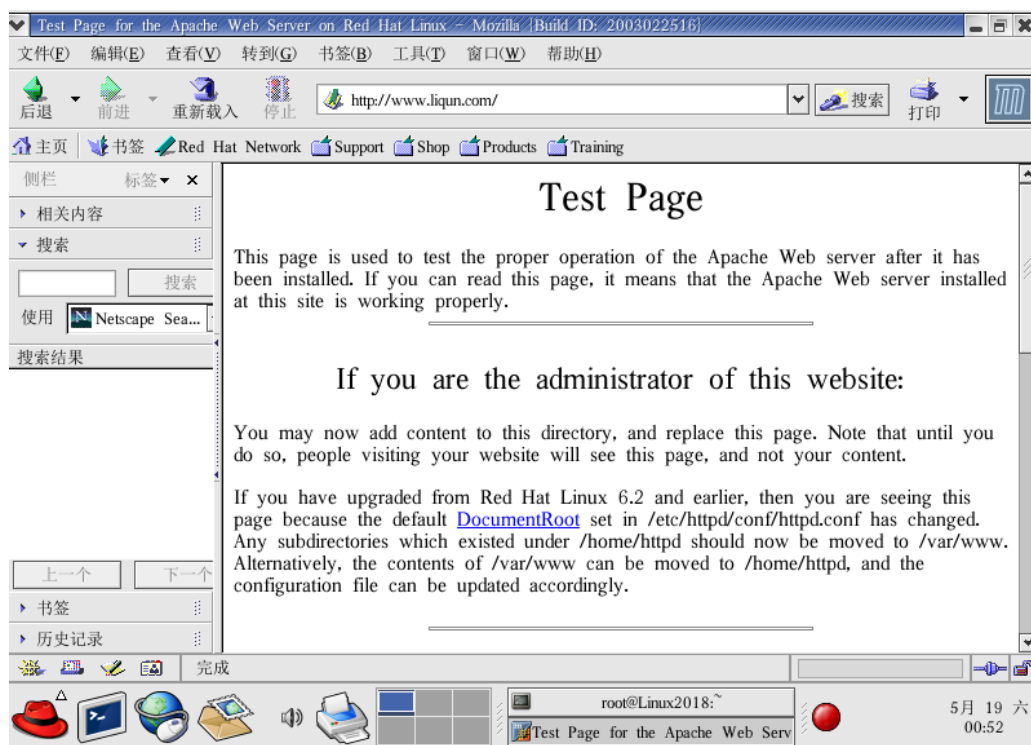 Test Page for the Apache Web Server on Red Hat Linux - Mozilla {Build ID: 2003022516}
文件(F) 编辑(E) 查看(V) 转到(G) 书签(B) 工具(T) 窗口(W) 帮助(H)
后退 前进 重新载入 停止 http://www.liqun.com/ 搜索 打印
主页 书签 Red Hat Network Support Shop Products Training
侧栏 标签
相关内容
搜索
搜索
使用 Netscape Sea...
搜索结果
上一个 下一个
书签
历史记录
Test Page
This page is used to test the proper operation of the Apache Web server after it has
been installed. If you can read this page, it means that the Apache Web server installed
at this site is working properly.
If you are the administrator of this website:
You may now add content to this directory, and replace this page. Note that until you
do so, people visiting your website will see this page, and not your content.
If you have upgraded from Red Hat Linux 6.2 and earlier, then you are seeing this
page because the default DocumentRoot set in /etc/httpd/conf/httpd.conf has changed.
Any subdirectories which existed under /home/httpd should now be moved to /var/www.
Alternatively, the contents of /var/www can be moved to /home/httpd, and the
configuration file can be updated accordingly.
完成
root@Linux2018:~
Test Page for the Apache Web Serv
5月 19 六
00:52